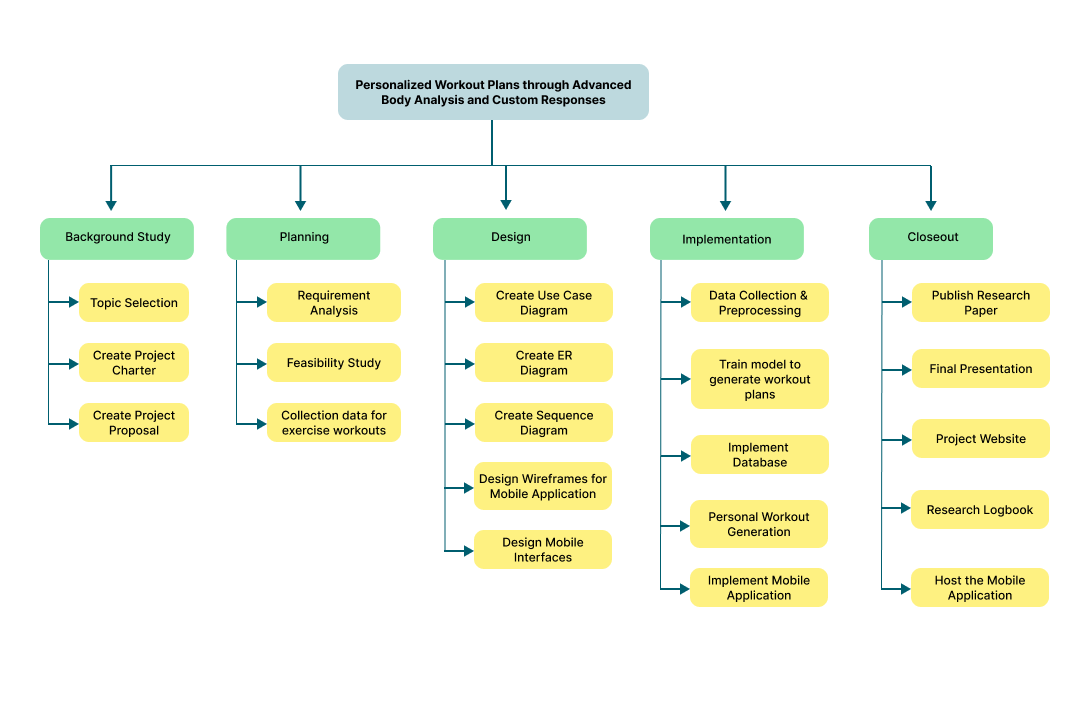 Personalized Workout Plans through Advanced
Body Analysis and Custom Responses
Background Study
Topic Selection
Create Project
Charter
Create Project
Proposal
Planning
Requirement
Analysis
Feasibility Study
Collection data for
exercise workouts
Design
Create Use Case
Diagram
Create ER
Diagram
Create Sequence
Diagram
Design Wireframes for
Mobile Application
Design Mobile
Interfaces
Implementation
Data Collection &
Preprocessing
Train model to
generate workout
plans
Implement
Database
Personal Workout
Generation
Implement Mobile
Application
Closeout
Publish Research
Paper
Final Presentation
Project Website
Research Logbook
Host the Mobile
Application